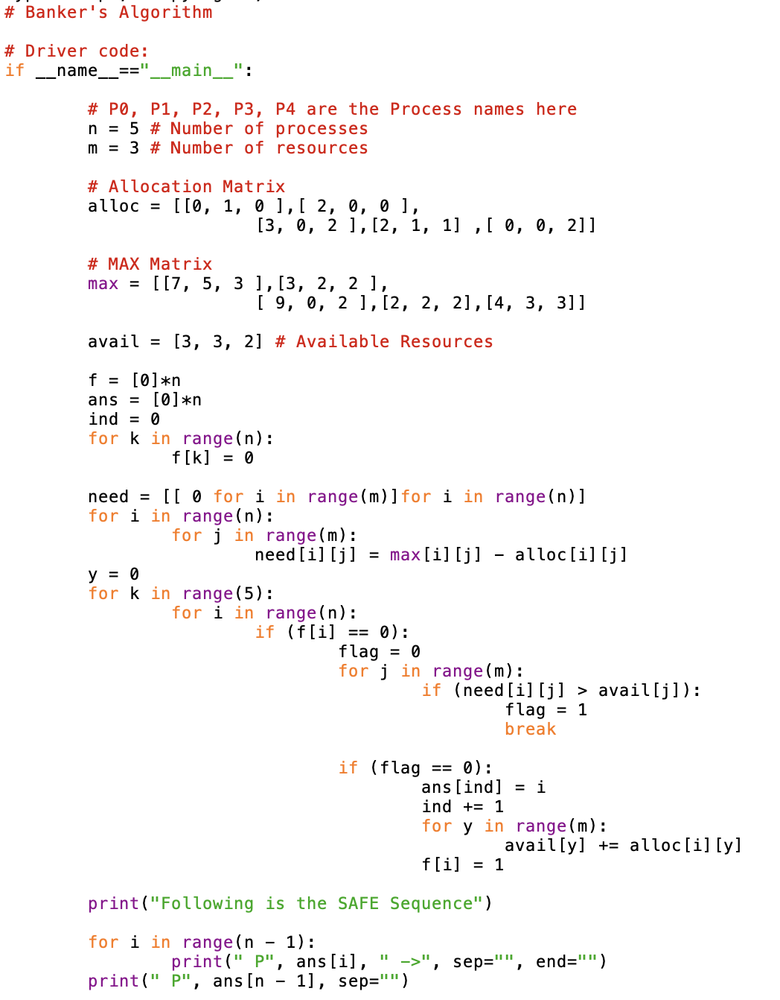 # Banker's Algorithm

# Driver code:
if __name__=="__main__":

        # P0, P1, P2, P3, P4 are the Process names here
        n = 5 # Number of processes
        m = 3 # Number of resources

        # Allocation Matrix
        alloc = [[0, 1, 0 ],[ 2, 0, 0 ],
                        [3, 0, 2 ],[2, 1, 1] ,[ 0, 0, 2]]

        # MAX Matrix
        max = [[7, 5, 3 ],[3, 2, 2 ],
                        [ 9, 0, 2 ],[2, 2, 2],[4, 3, 3]]

        avail = [3, 3, 2] # Available Resources

        f = [0]*n
        ans = [0]*n
        ind = 0
        for k in range(n):
                f[k] = 0

        need = [[ 0 for i in range(m)]for i in range(n)]
        for i in range(n):
                for j in range(m):
                        need[i][j] = max[i][j] - alloc[i][j]
        y = 0
        for k in range(5):
                for i in range(n):
                        if (f[i] == 0):
                                flag = 0
                                for j in range(m):
                                        if (need[i][j] > avail[j]):
                                                flag = 1
                                                break

                                if (flag == 0):
                                        ans[ind] = i
                                        ind += 1
                                        for y in range(m):
                                                avail[y] += alloc[i][y]
                                        f[i] = 1

        print("Following is the SAFE Sequence")

        for i in range(n - 1):
                print(" P", ans[i], " ->", sep="", end="")
        print(" P", ans[n - 1], sep="")